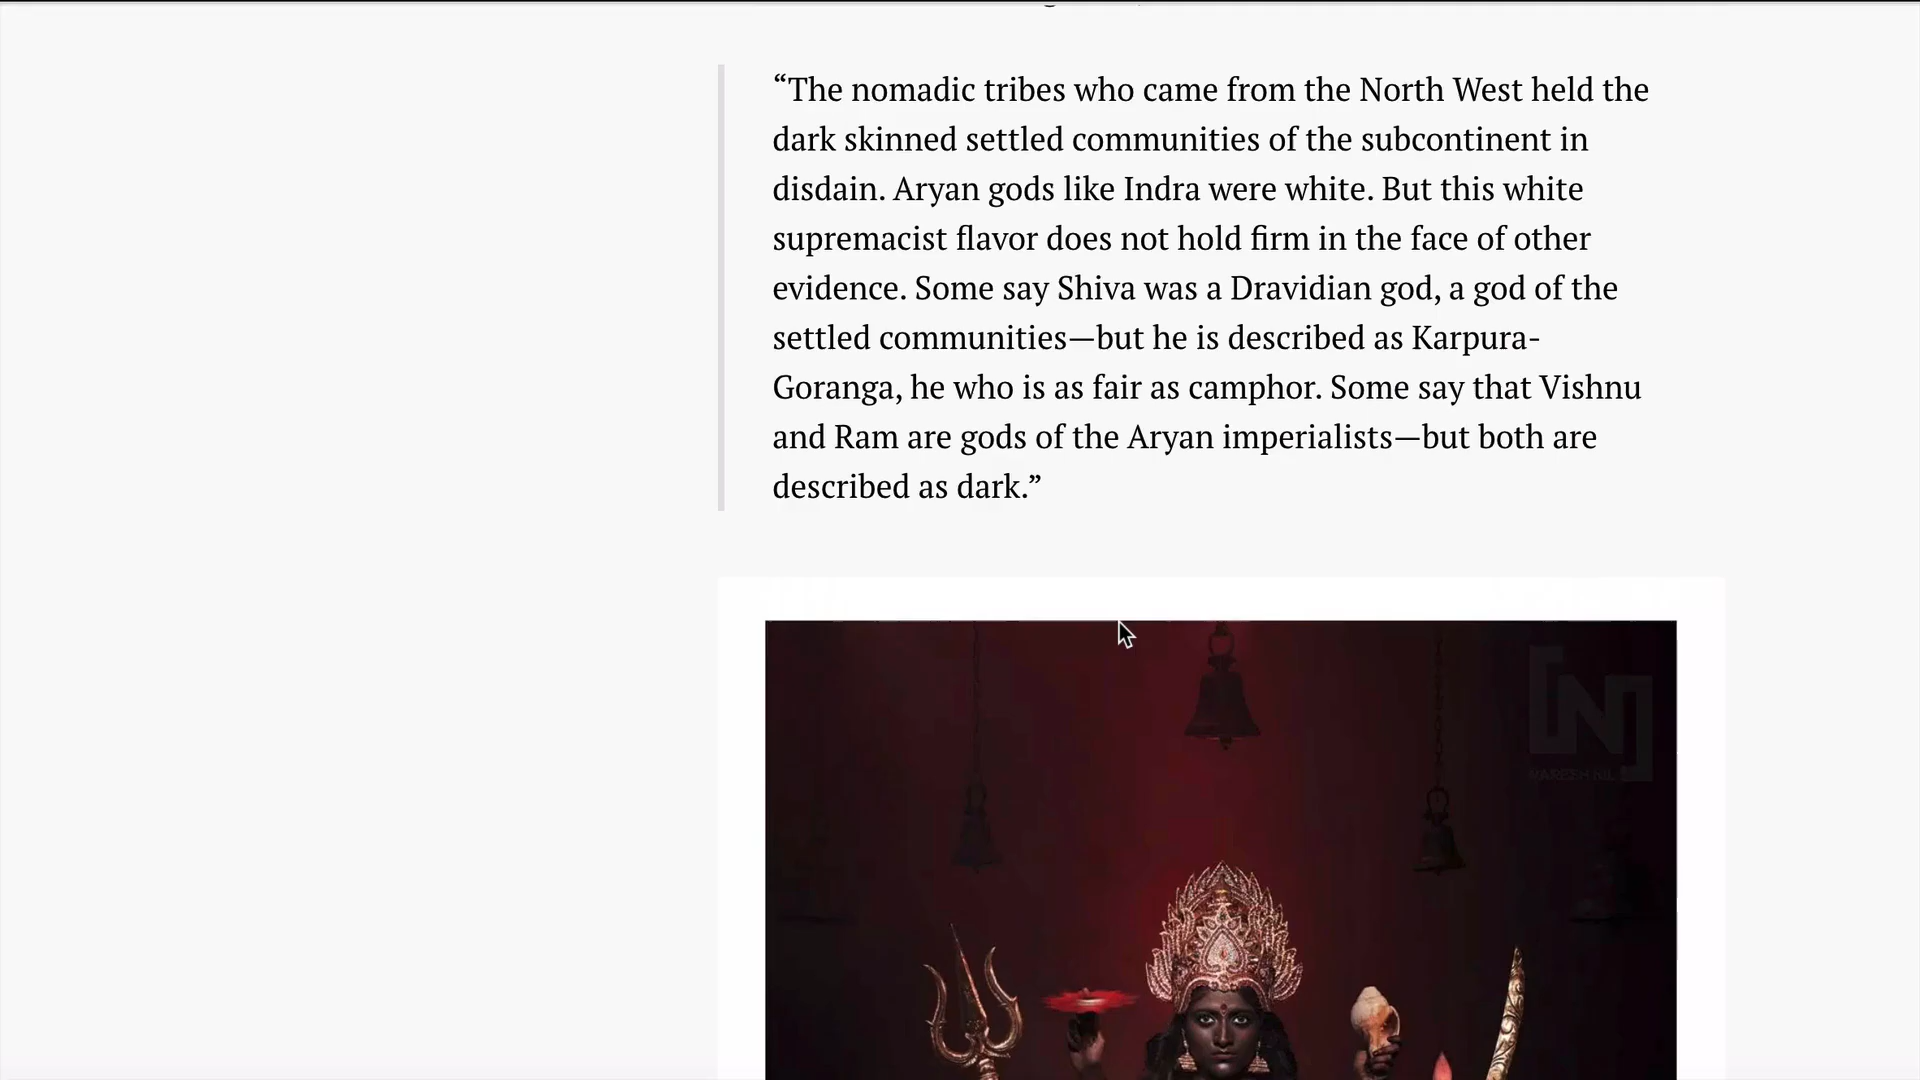 “The nomadic tribes who came from the North West held the
dark skinned settled communities of the subcontinent in
disdain. Aryan gods like Indra were white. But this white
supremacist flavor does not hold firm in the face of other
evidence. Some say Shiva was a Dravidian god, a god of the
settled communities—but he is described as Karpura-
Goranga, he who is as fair as camphor. Some say that Vishnu
and Ram are gods of the Aryan imperialists—but both are
described as dark.”
[N]
NARESH NIL